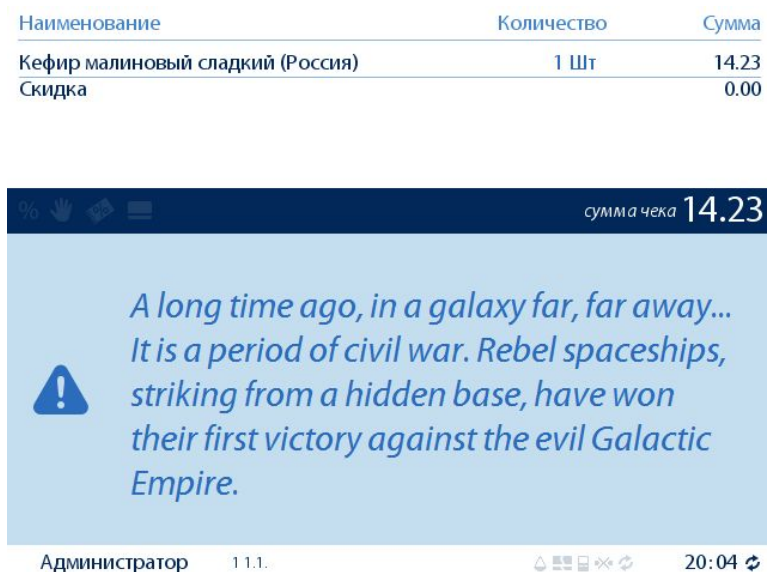 Наименование Количество Сумма
Кефир малиновый сладкий (Россия) 1 Шт 14.23
Скидка 0.00
% % сумма чека 14.23
A long time ago, in a galaxy far, far away...
It is a period of civil war. Rebel spaceships,
striking from a hidden base, have won
their first victory against the evil Galactic
Empire.
Администратор 1 1.1. 20:04